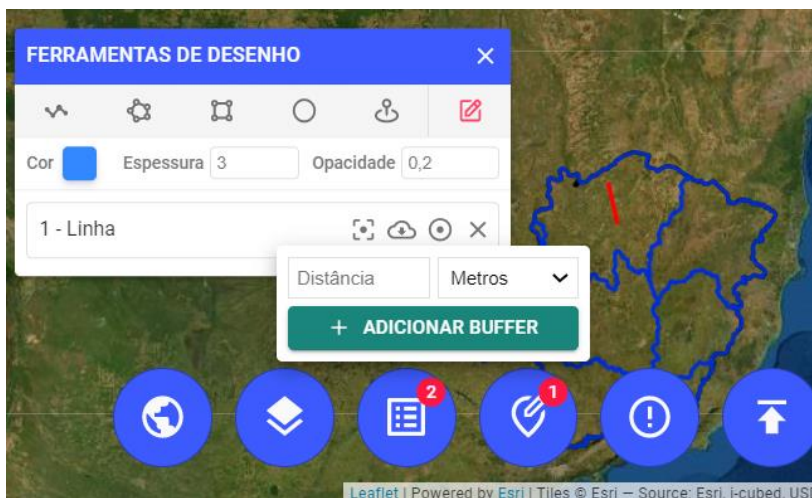 FERRAMENTAS DE DESENHO
Cor Espessura 3 Opacidade 0,2
1 - Linha
Distância Metros
+ ADICIONAR BUFFER
2
1
Leaflet | Powered by Esri | Tiles © Esri — Source: Esri, i-cubed, US